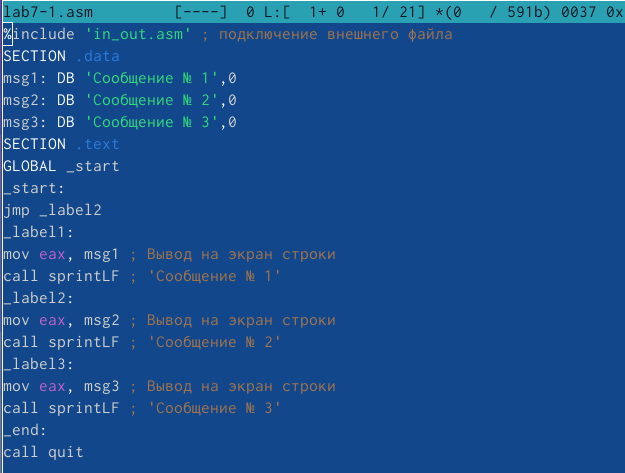 lab7-1.asm [----] 0 L:[ 1+ 0 1/ 21] *(0 / 591b) 0037 0x
%include 'in_out.asm' ; подключение внешнего файла
SECTION .data
msg1: DB 'Сообщение № 1',0
msg2: DB 'Сообщение № 2',0
msg3: DB 'Сообщение № 3',0
SECTION .text
GLOBAL _start
_start:
jmp _label2
_label1:
mov eax, msg1 ; Вывод на экран строки
call sprintLF ; 'Сообщение № 1'
_label2:
mov eax, msg2 ; Вывод на экран строки
call sprintLF ; 'Сообщение № 2'
_label3:
mov eax, msg3 ; Вывод на экран строки
call sprintLF ; 'Сообщение № 3'
_end:
call quit